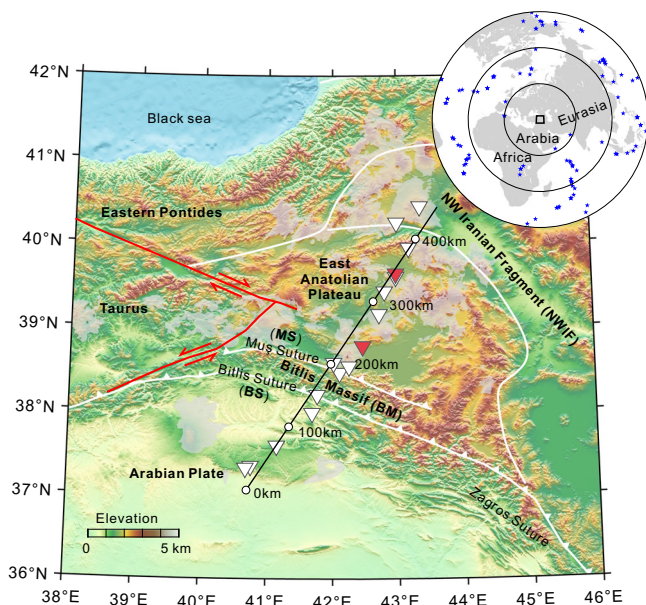 42°N
41°N
40°N
39°N
38°N
37°N
36°N
38°E
39°E
40°E
41°E
42°E
43°E
44°E
45°E
46°E
Black sea
Eurasia
Arabia
Africa
Eastern Pontides
NW Iranian Fragment (NWIF)
400km
East
Anatolian
Plateau
300km
Taurus
(MS)
Muş Suture
200km
Bitlis Massif (BM)
Bitlis Suture
(BS)
100km
Arabian Plate
0km
Zagros Suture
Elevation
0 5 km